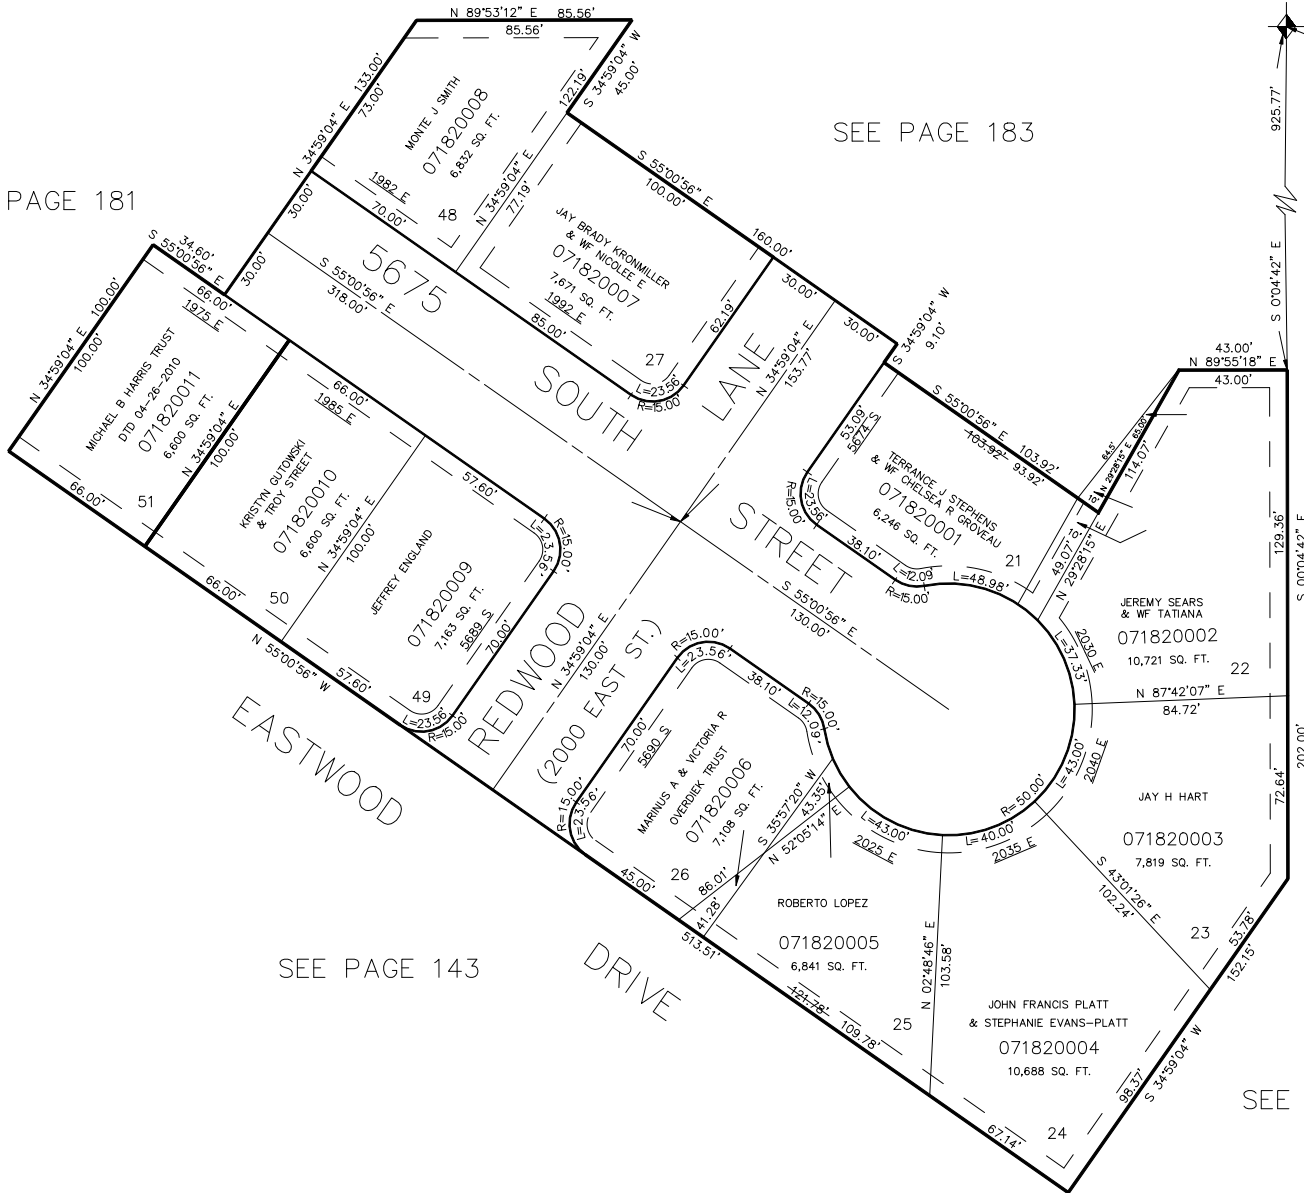 N 89°53'12" E 85.56'
85.56'
N 34°59'04" E 133.00'
73.00'
MONTE J SMITH
071820008
6,832 SQ. FT.
1982 E
70.00'
48
122.19'
S 34°59'04" W
45.00'
N 34°59'04" E
77.19'
S 55°00'56" E
100.00'
160.00'
SEE PAGE 183
925.77'
S 0°04'42" E
PAGE 181
30.00'
30.00'
S 55°00'56" E
34.60'
66.00'
1975 E
N 34°59'04" E 100.00'
100.00'
MICHAEL B HARRIS TRUST
DTD 04-26-2010
071820011
6,600 SQ. FT.
66.00'
51
N 34°59'04" E
100.00'
5675
SOUTH
STREET
S 55°00'56" E
318.00'
JAY BRADY KRONMILLER
& WF NICOLEE E
071820007
7,671 SQ. FT.
1992 E
85.00'
27
62.19'
L=23.56'
R=15.00'
30.00'
30.00'
LANE
N 34°59'04" E
153.77'
S 34°59'04" W
9.10'
S 55°00'56" E 103.92'
103.92' 93.92'
53.09'
5674 S
TERRANCE J STEPHENS
& WF CHELSEA R GROVEAU
071820001
6,246 SQ. FT.
21
R=15.00'
L=23.56'
38.10'
L=12.09
R=15.00'
L=48.98'
43.00'
N 89°55'18" E
43.00'
64.5'
N 29°28'15" E 65.00
114.07'
10'
10'
49.07'
N 29°28'15" E
129.36'
S 00°04'42" E
202.00'
JEREMY SEARS
& WF TATIANA
071820002
10,721 SQ. FT.
22
2030 E
L=37.33'
N 87°42'07" E
84.72'
72.64'
66.00'
1985 E
KRISTYN GUTOWSKI
& TROY STREET
071820010
6,600 SQ. FT.
50
66.00'
N 34°59'04" E
100.00'
57.60'
JEFFREY ENGLAND
071820009
7,163 SQ. FT.
5689 S
70.00'
49
57.60'
R=15.00'
L=23.56'
L=23.56'
R=15.00'
N 55°00'56" W
EASTWOOD
DRIVE
REDWOOD
(2000 EAST ST.)
N 34°59'04" E
130.00'
S 55°00'56" E
130.00'
R=15.00'
L=23.56'
38.10'
R=15.00'
L=12.09'
70.00'
5690 S
MARINUS A & VICTORIA R
OVERDIEK TRUST
071820006
7,108 SQ. FT.
26
R=15.00'
L=23.56'
45.00'
86.01'
41.28'
513.51'
S 35°57'20" W
43.35'
N 52°05'14" E
L=43.00'
2025 E
L=40.00'
2035 E
R=50.00'
L=43.00'
2040 E
JAY H HART
071820003
7,819 SQ. FT.
23
S 43°01'26" E
102.24'
53.78'
152.15'
S 34°59'04" W
98.37'
ROBERTO LOPEZ
071820005
6,841 SQ. FT.
25
121.78'
109.78'
N 02°48'46" E
103.58'
JOHN FRANCIS PLATT
& STEPHANIE EVANS-PLATT
071820004
10,688 SQ. FT.
24
67.14'
SEE PAGE 143
SEE